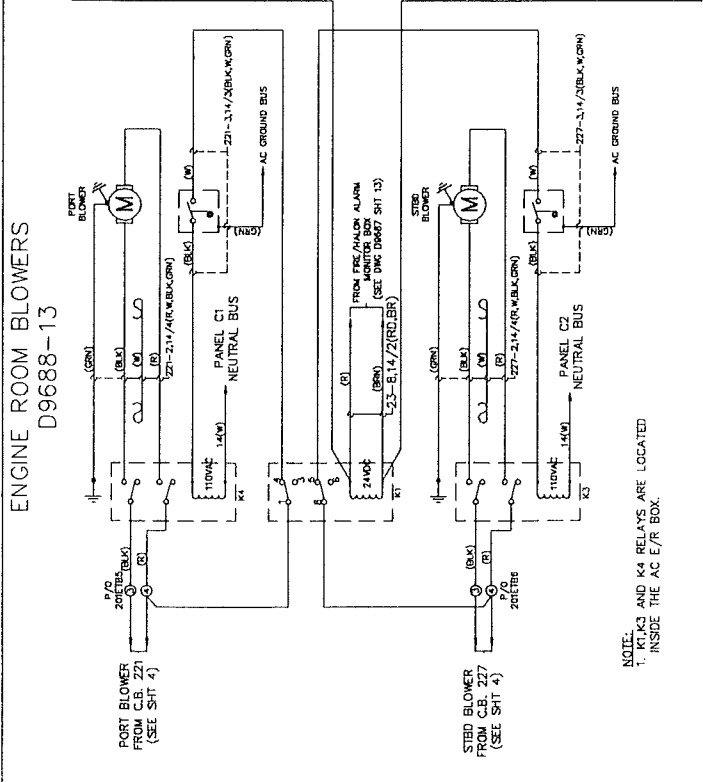 ENGINE ROOM BLOWERS
D9688-13
PORT BLOWER
FROM C.B. 221
(SEE SHT 4)
P/O
201ETB5
3
4
(BLK)
(R)
110VAC
K4
14(W)
PANEL C1
NEUTRAL BUS
(GRN)
(BLK)
(W)
(R)
221-2,14/4(R,W,BLK,GRN)
PORT
BLOWER
M
(BLK)
(GRN)
(W)
221-3,14/3(BLK,W,GRN)
AC GROUND BUS
24VDC
K1
(R)
(BRN)
23-8,14/2(RD,BR)
FROM FIRE/HALON ALARM
MONITOR BOX
(SEE DWG D9687 SHT 13)
STBD BLOWER
FROM C.B. 227
(SEE SHT 4)
P/O
201ETB6
3
4
(BLK)
(R)
110VAC
K3
14(W)
PANEL C2
NEUTRAL BUS
(GRN)
(BLK)
(W)
(R)
227-2,14/4(R,W,BLK,GRN)
STBD
BLOWER
M
(BLK)
(GRN)
(W)
227-3,14/3(BLK,W,GRN)
AC GROUND BUS
NOTE:
1. K1,K3 AND K4 RELAYS ARE LOCATED
INSIDE THE AC E/R BOX.